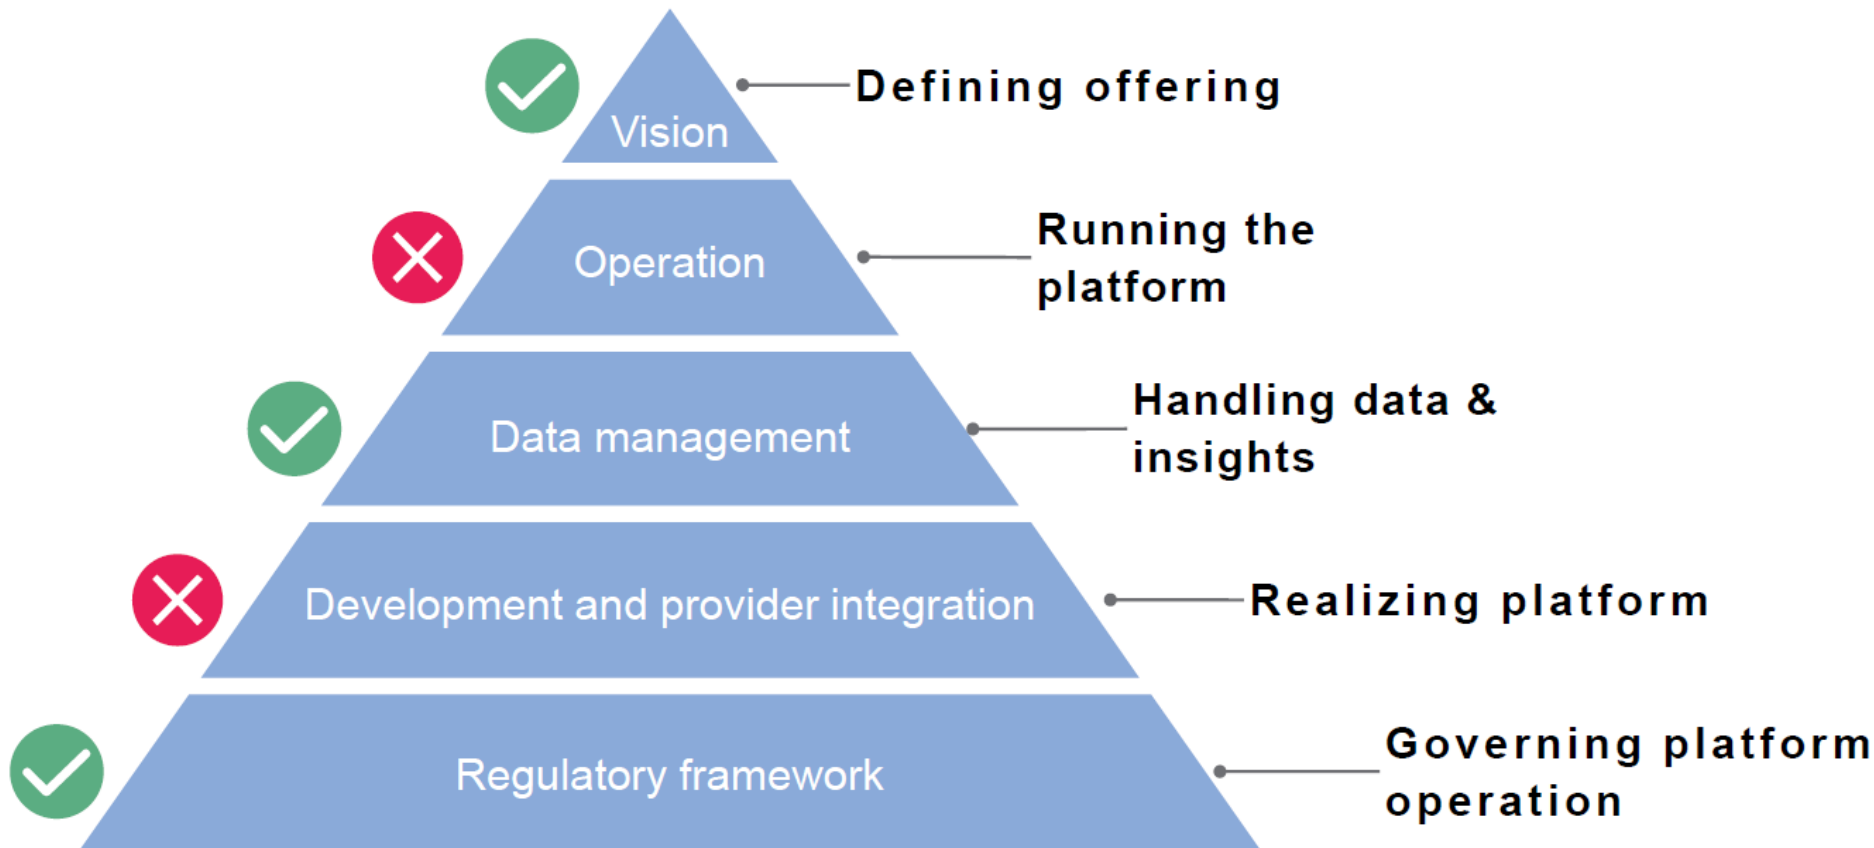 Vision
Defining offering
Operation
Running the
platform
Data management
Handling data &
insights
Development and provider integration
Realizing platform
Regulatory framework
Governing platform
operation